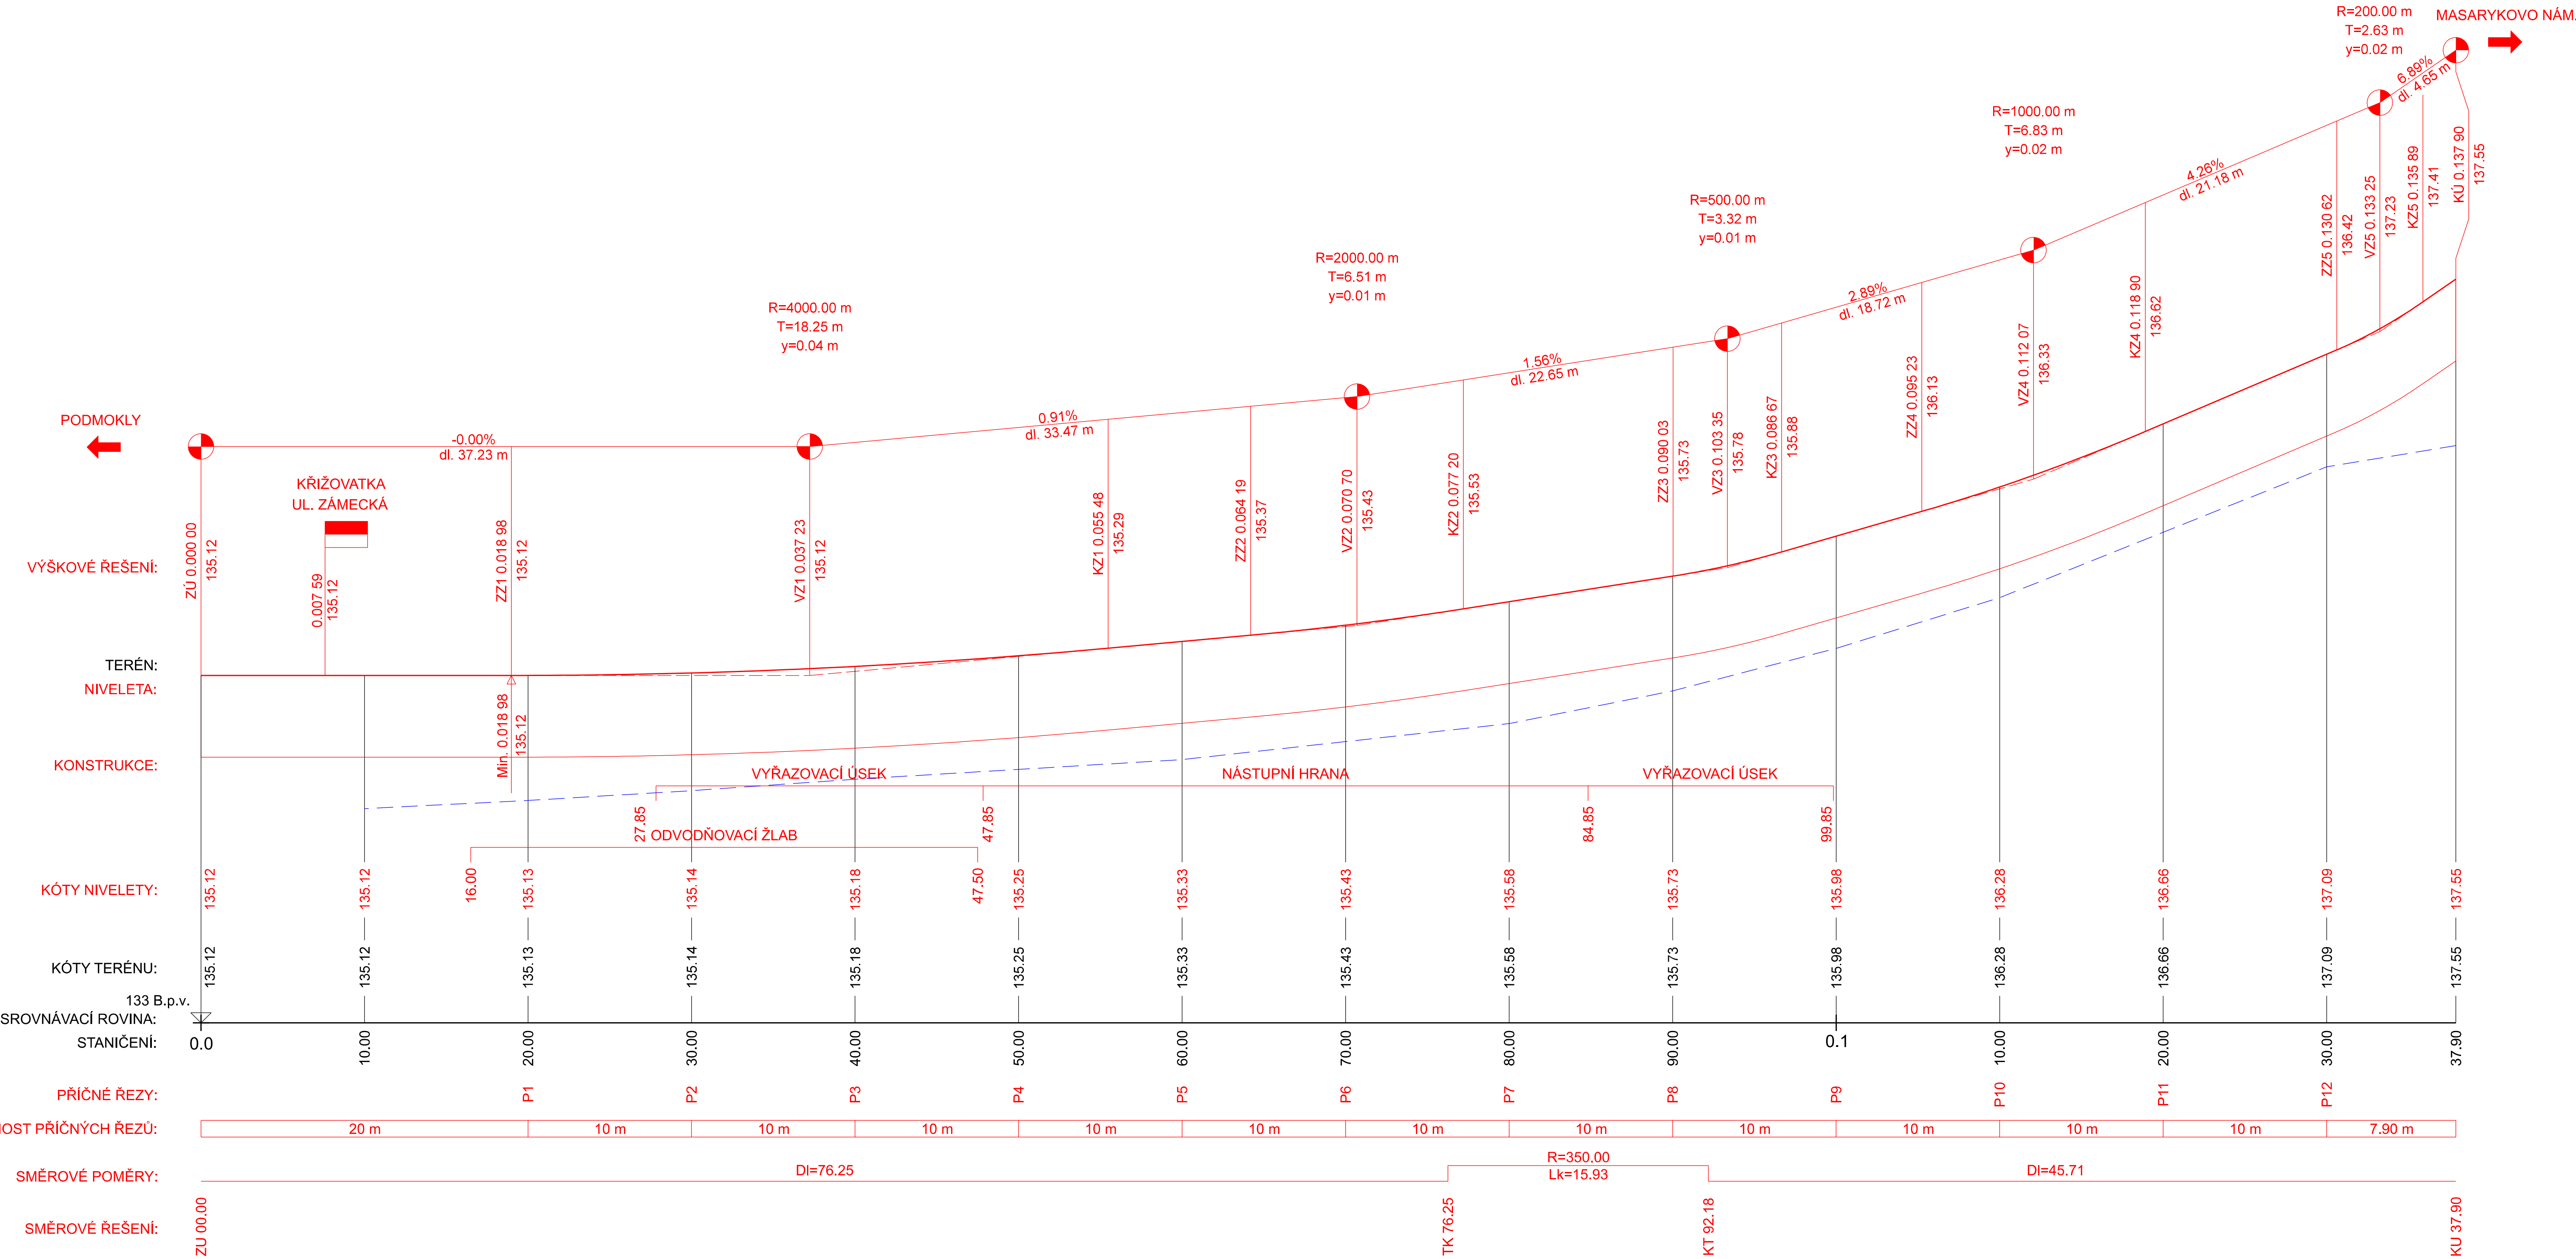 R=200.00 m
T=2.63 m
y=0.02 m
MASARYKOVO NÁM
6.89%
dl. 4.65 m
R=1000.00 m
T=6.83 m
y=0.02 m
4.26%
dl. 21.18 m
R=500.00 m
T=3.32 m
y=0.01 m
2.89%
dl. 18.72 m
R=2000.00 m
T=6.51 m
y=0.01 m
1.56%
dl. 22.65 m
R=4000.00 m
T=18.25 m
y=0.04 m
0.91%
dl. 33.47 m
-0.00%
dl. 37.23 m
PODMOKLY
KŘIŽOVATKA
UL. ZÁMECKÁ
VÝŠKOVÉ ŘEŠENÍ:
ZÚ 0.000 00
135.12
0.007 59
135.12
ZZ1 0.018 98
135.12
VZ1 0.037 23
135.12
KZ1 0.055 48
135.29
ZZ2 0.064 19
135.37
VZ2 0.070 70
135.43
KZ2 0.077 20
135.53
ZZ3 0.090 03
135.73
VZ3 0.103 35
135.78
KZ3 0.086 67
135.88
ZZ4 0.095 23
136.13
VZ4 0.112 07
136.33
KZ4 0.118 90
136.62
ZZ5 0.130 62
136.42
VZ5 0.133 25
137.23
KZ5 0.135 89
137.41
KÚ 0.137 90
137.55
TERÉN:
NIVELETA:
Min. 0.018 98
135.12
KONSTRUKCE:
VYŘAZOVACÍ ÚSEK
NÁSTUPNÍ HRANA
VYŘAZOVACÍ ÚSEK
27.85
47.85
84.85
99.85
ODVODŇOVACÍ ŽLAB
16.00
47.50
KÓTY NIVELETY:
135.12
135.12
135.13
135.14
135.18
135.25
135.33
135.43
135.58
135.73
135.98
136.28
136.66
137.09
137.55
KÓTY TERÉNU:
135.12
135.12
135.13
135.14
135.18
135.25
135.33
135.43
135.58
135.73
135.98
136.28
136.66
137.09
137.55
133 B.p.v.
SROVNÁVACÍ ROVINA:
STANIČENÍ:
0.0
10.00
20.00
30.00
40.00
50.00
60.00
70.00
80.00
90.00
0.1
10.00
20.00
30.00
37.90
PŘÍČNÉ ŘEZY:
P1
P2
P3
P4
P5
P6
P7
P8
P9
P10
P11
P12
NOST PŘÍČNÝCH ŘEZŮ:
20 m
10 m
10 m
10 m
10 m
10 m
10 m
10 m
10 m
10 m
10 m
10 m
7.90 m
SMĚROVÉ POMĚRY:
Dl=76.25
R=350.00
Lk=15.93
Dl=45.71
SMĚROVÉ ŘEŠENÍ:
ZU 00.00
TK 76.25
KT 92.18
KU 37.90